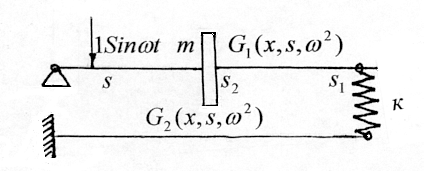 1Sinωt m G₁(x,s,ω²)
s s₂ s₁
G₂(x,s,ω²) κ